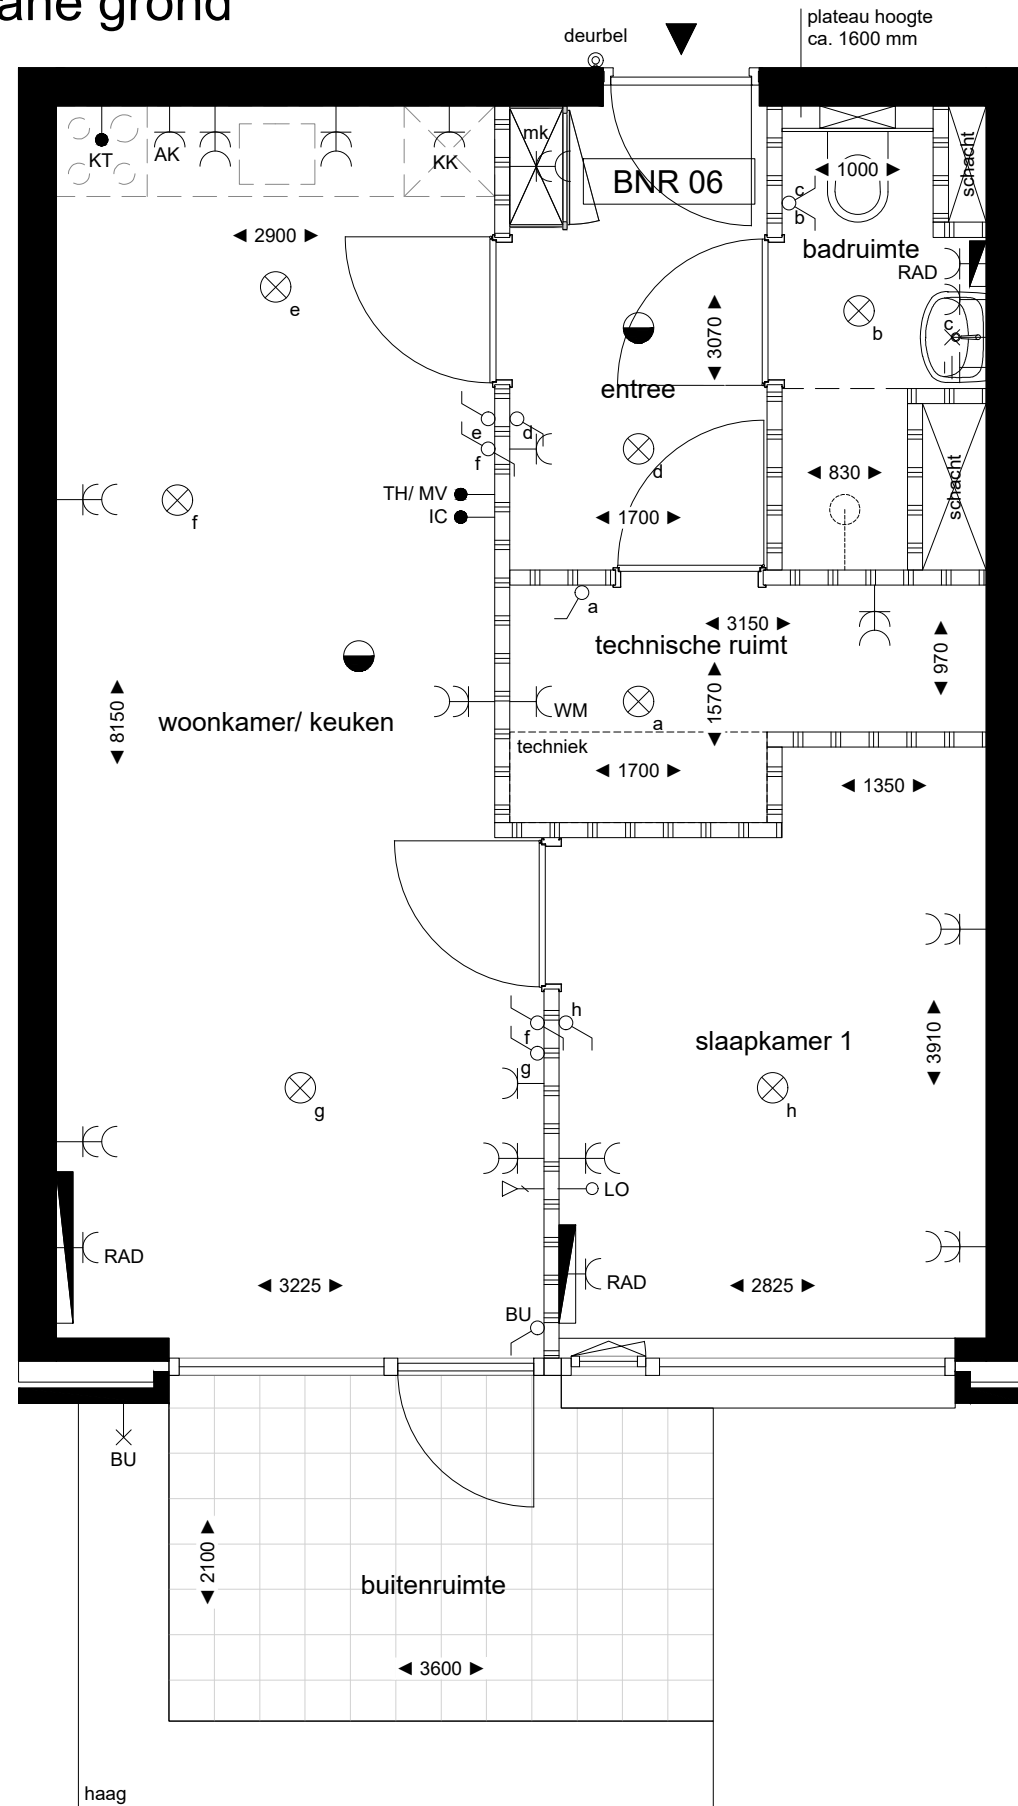 grond
deurbel
plateau hoogte
ca. 1600 mm
KT
AK
KK
mk
BNR 06
1000
schacht
c
b
badruimte
2900
RAD
e
b
3070
c
entree
e
d
f
d
830
schacht
TH/ MV
f
IC
1700
a
3150
technische ruimt
970
8150
woonkamer/ keuken
WM
a
1570
techniek
1700
1350
f
h
g
slaapkamer 1
3910
g
h
LO
RAD
RAD
3225
2825
BU
BU
2100
buitenruimte
3600
haag